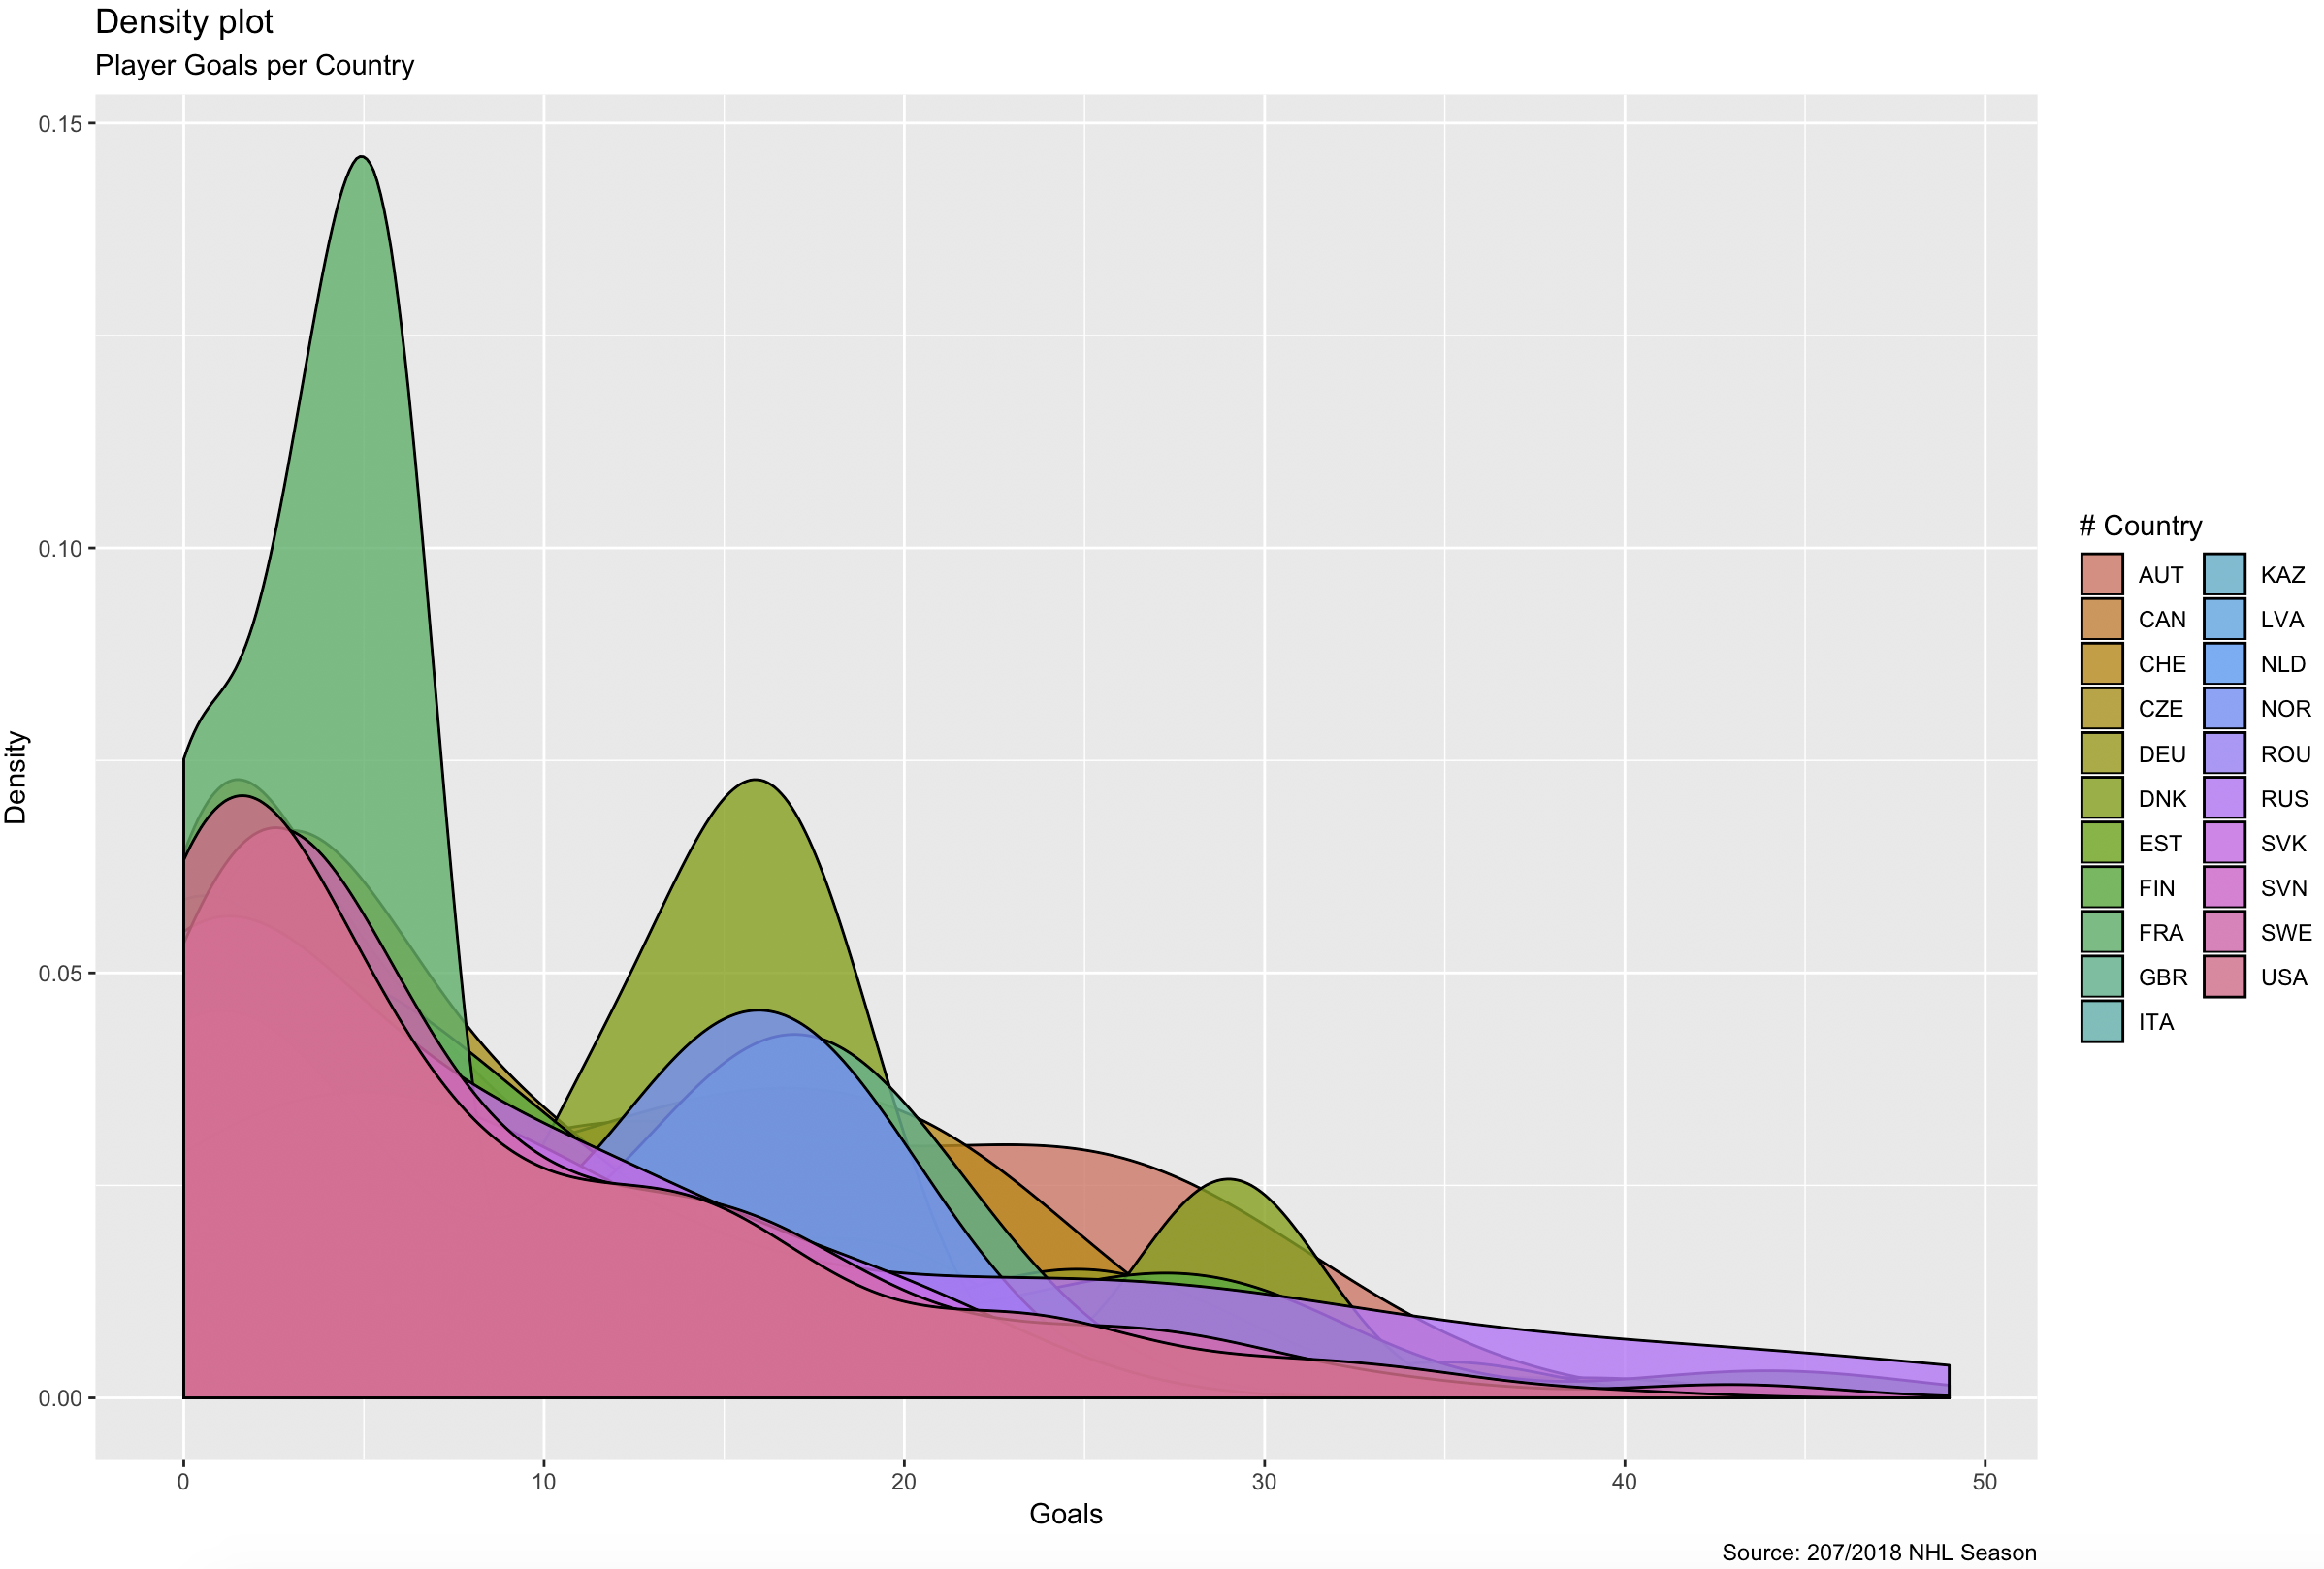 Density plot
Player Goals per Country
Density
0.15
0.10
0.05
0.00
0 10 20 30 40 50
Goals
# Country
AUT KAZ
CAN LVA
CHE NLD
CZE NOR
DEU ROU
DNK RUS
EST SVK
FIN SVN
FRA SWE
GBR USA
ITA
Source: 207/2018 NHL Season